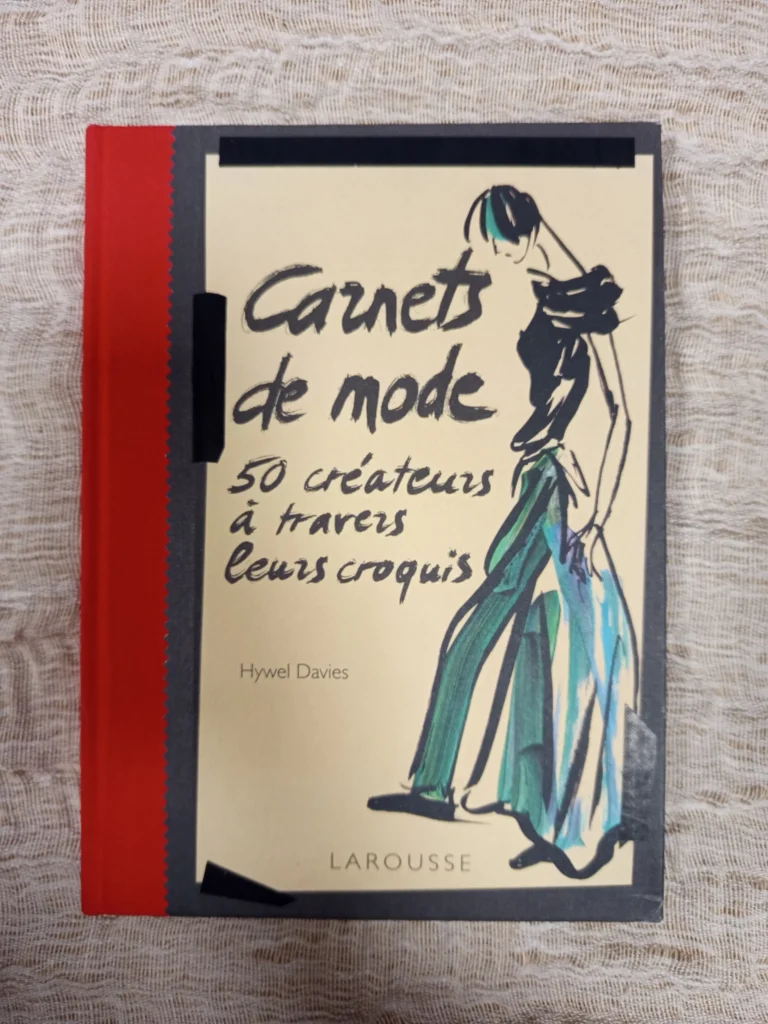 Carnets
de mode
50 créateurs
à travers
leurs croquis
Hywel Davies
LAROUSSE